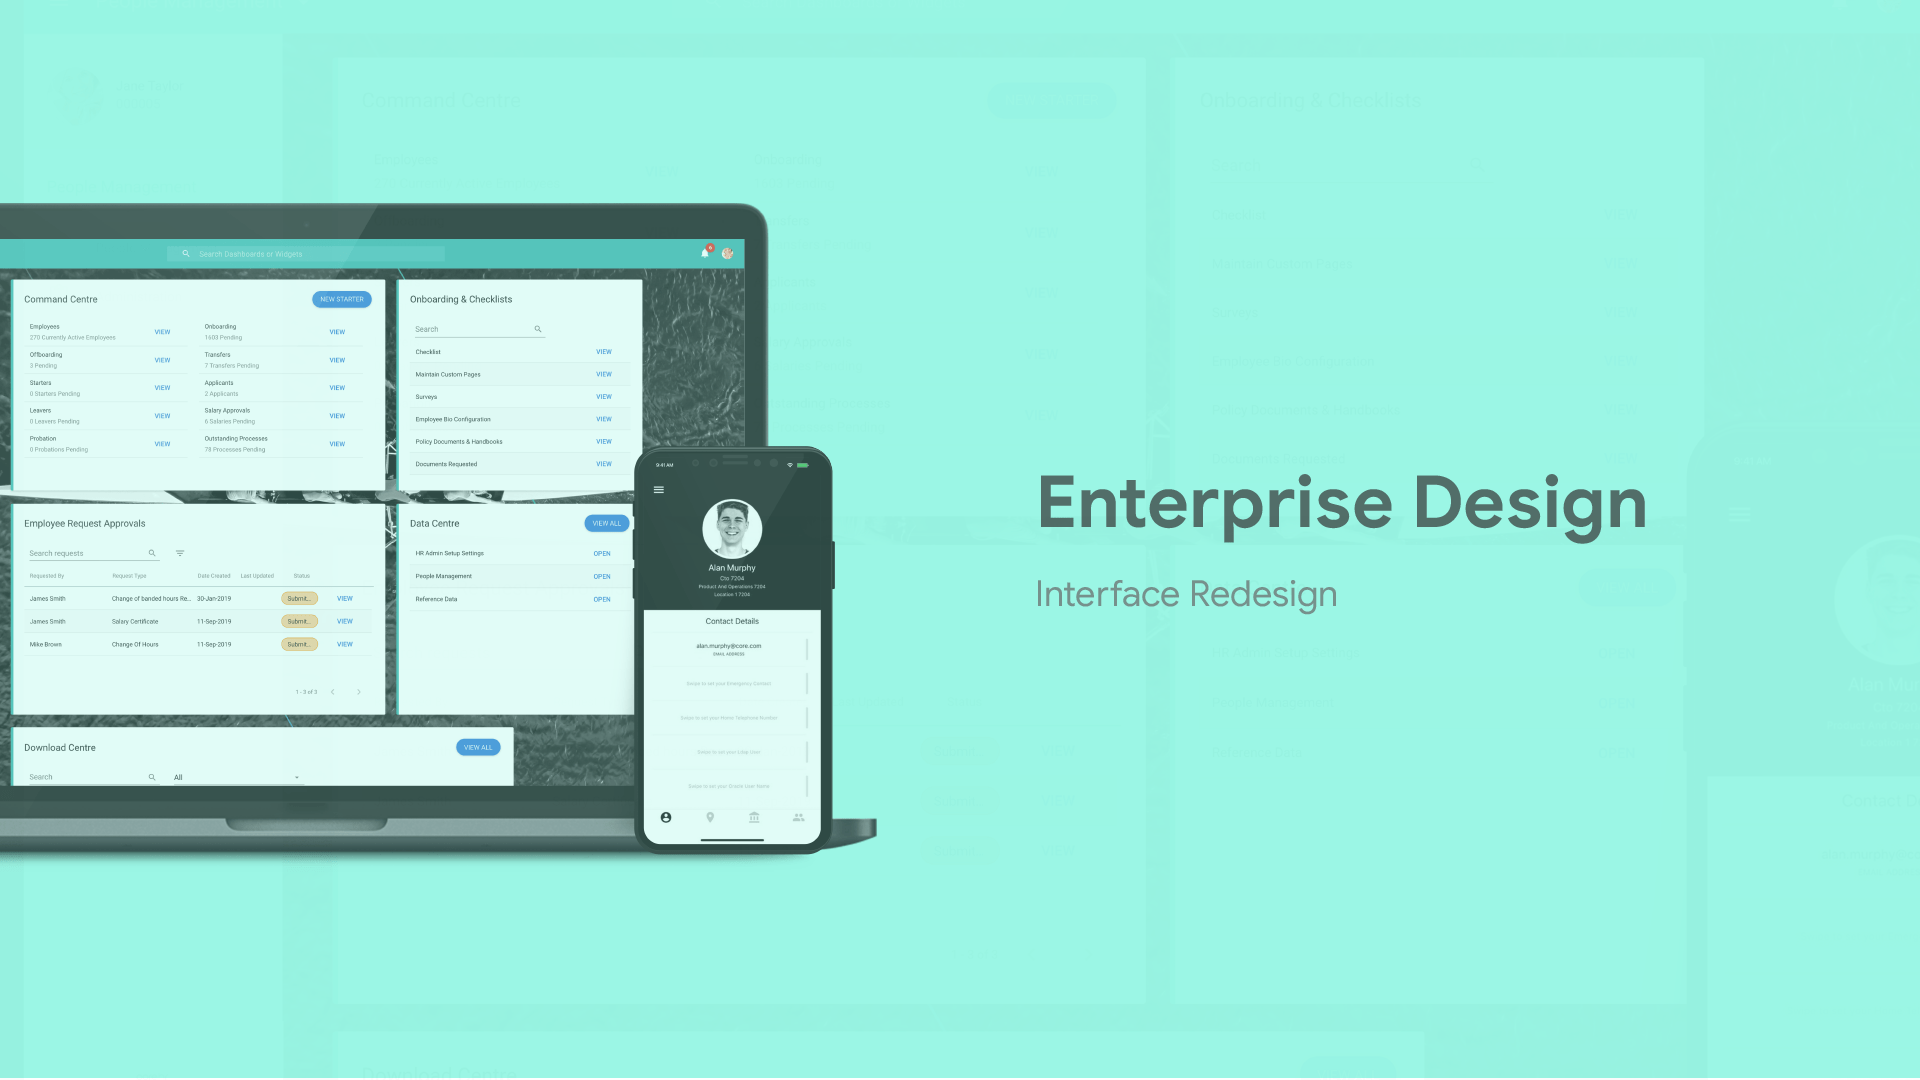 Search Dashboards or Widgets
Command Centre
NEW STARTER
Employees
270 Currently Active Employees
VIEW
Onboarding
1603 Pending
VIEW
Offboarding
3 Pending
VIEW
Transfers
7 Transfers Pending
VIEW
Starters
0 Starters Pending
VIEW
Applicants
2 Applicants
VIEW
Leavers
0 Leavers Pending
VIEW
Salary Approvals
6 Salaries Pending
VIEW
Probation
0 Probations Pending
VIEW
Outstanding Processes
78 Processes Pending
VIEW
Onboarding & Checklists
Search
Checklist VIEW
Maintain Custom Pages VIEW
Surveys VIEW
Employee Bio Configuration VIEW
Policy Documents & Handbooks VIEW
Documents Requested VIEW
Employee Request Approvals
Search requests
Requested By Request Type Date Created Last Updated Status
James Smith Change of banded hours Re... 30-Jan-2019 Submit... VIEW
James Smith Salary Certificate 11-Sep-2019 Submit... VIEW
Mike Brown Change Of Hours 11-Sep-2019 Submit... VIEW
1 - 3 of 3
Data Centre
VIEW ALL
HR Admin Setup Settings OPEN
People Management OPEN
Reference Data OPEN
Download Centre
VIEW ALL
Search All
9:41 AM
Alan Murphy
Cto 7204
Product And Operations 7204
Location 1 7204
Contact Details
alan.murphy@core.com
EMAIL ADDRESS
Swipe to set your Emergency Contact
Swipe to set your Home Telephone Number
Swipe to set your Oracle User Name
Enterprise Design
Interface Redesign